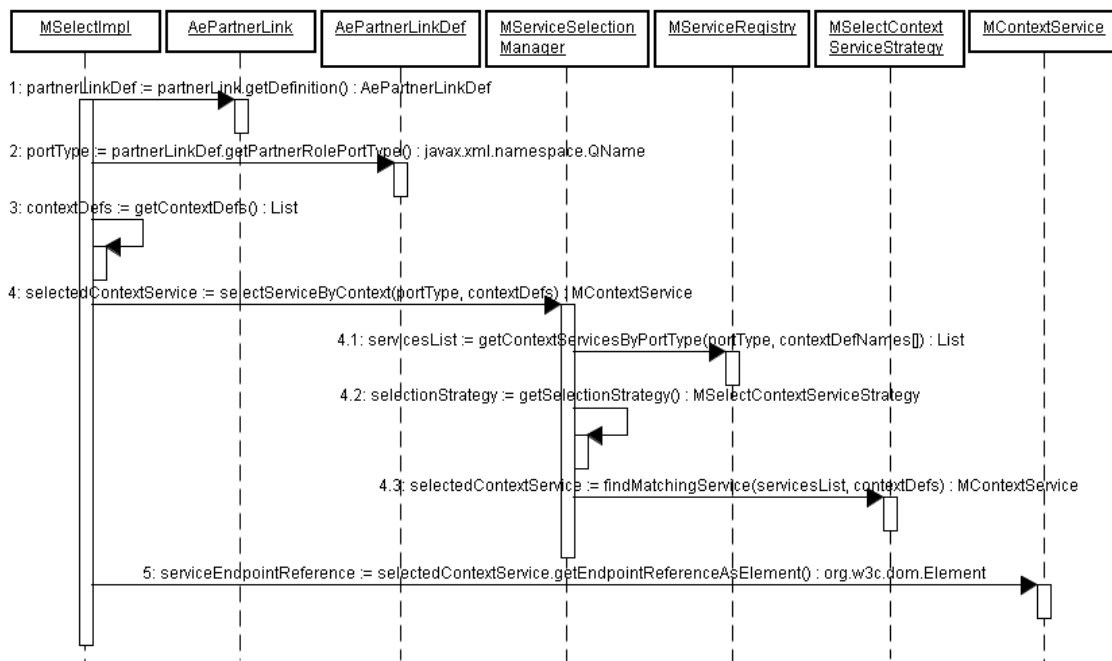 MSelectImpl
AePartnerLink
AePartnerLinkDef
MServiceSelection
Manager
MServiceRegistry
MSelectContext
ServiceStrategy
MContextService
1: partnerLinkDef := partnerLink.getDefinition() : AePartnerLinkDef
2: portType := partnerLinkDef.getPartnerRolePortType() : javax.xml.namespace.QName
3: contextDefs := getContextDefs() : List
4: selectedContextService := selectServiceByContext(portType, contextDefs) : MContextService
4.1: servicesList := getContextServicesByPortType(portType, contextDefNames[]) : List
4.2: selectionStrategy := getSelectionStrategy() : MSelectContextServiceStrategy
4.3: selectedContextService := findMatchingService(servicesList, contextDefs) : MContextService
5: serviceEndpointReference := selectedContextService.getEndpointReferenceAsElement() : org.w3c.dom.Element